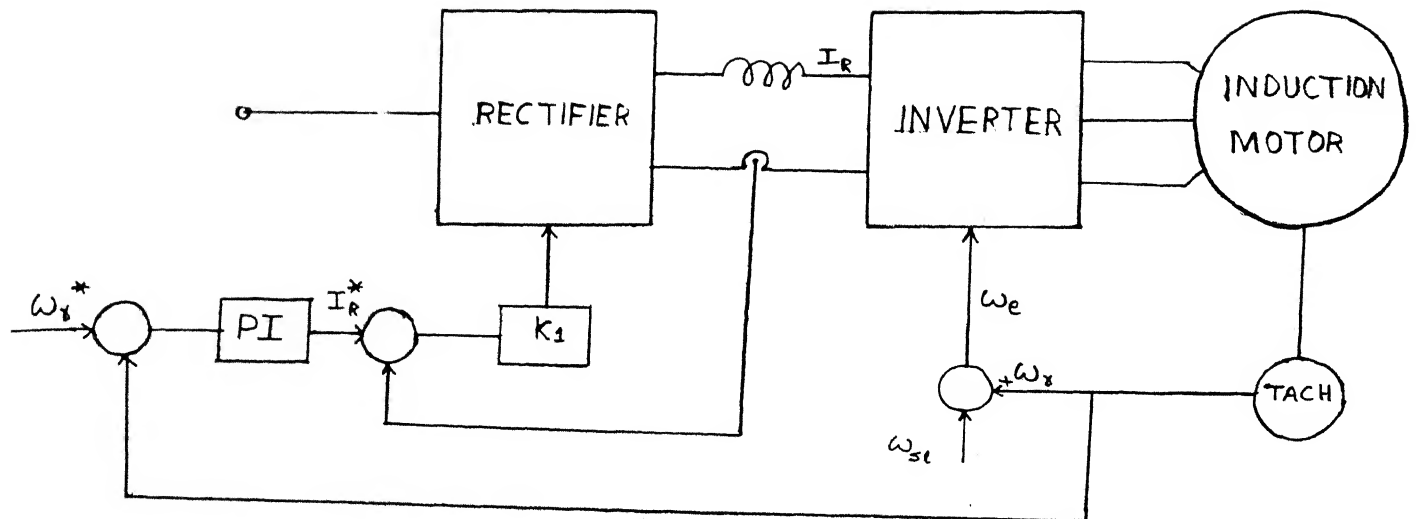 RECTIFIER
I_R
INVERTER
INDUCTION
MOTOR
ω_r*
PI
I_R*
K1
ω_e
+ω_r
ω_sl
TACH